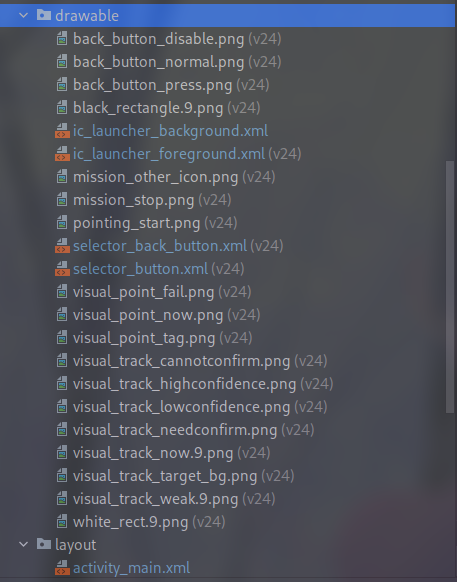 drawable
back_button_disable.png (v24)
back_button_normal.png (v24)
back_button_press.png (v24)
black_rectangle.9.png (v24)
ic_launcher_background.xml
ic_launcher_foreground.xml (v24)
mission_other_icon.png (v24)
mission_stop.png (v24)
pointing_start.png (v24)
selector_back_button.xml (v24)
selector_button.xml (v24)
visual_point_fail.png (v24)
visual_point_now.png (v24)
visual_point_tag.png (v24)
visual_track_cannotconfirm.png (v24)
visual_track_highconfidence.png (v24)
visual_track_lowconfidence.png (v24)
visual_track_needconfirm.png (v24)
visual_track_now.9.png (v24)
visual_track_target_bg.png (v24)
visual_track_weak.9.png (v24)
white_rect.9.png (v24)
layout
activity_main.xml